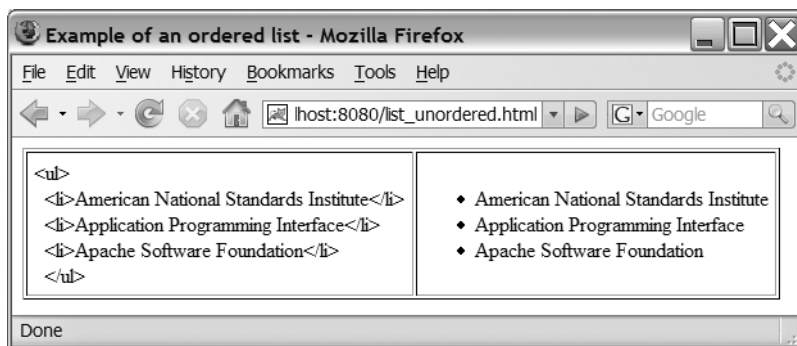 Example of an ordered list - Mozilla Firefox
File Edit View History Bookmarks Tools Help
lhost:8080/list_unordered.html G Google
<ul>
<li>American National Standards Institute</li>
<li>Application Programming Interface</li>
<li>Apache Software Foundation</li>
</ul>
• American National Standards Institute
• Application Programming Interface
• Apache Software Foundation
Done